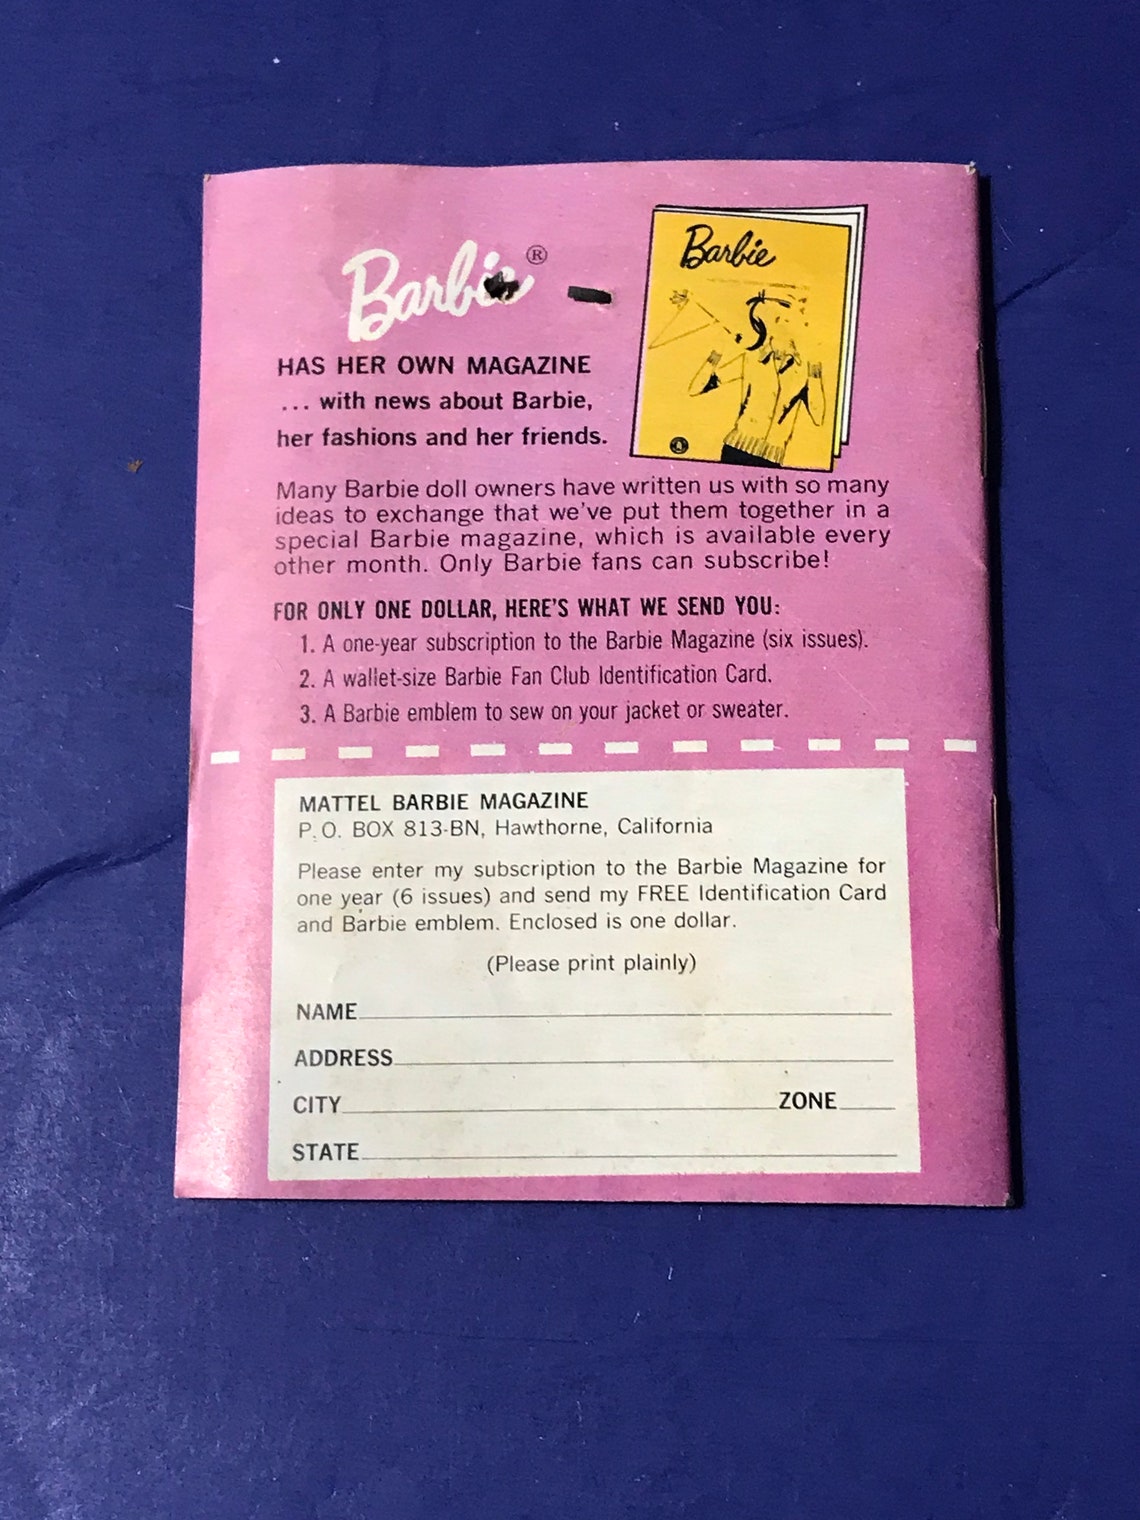 Barbie ®
Barbie
HAS HER OWN MAGAZINE
... with news about Barbie,
her fashions and her friends.
Many Barbie doll owners have written us with so many
ideas to exchange that we've put them together in a
special Barbie magazine, which is available every
other month. Only Barbie fans can subscribe!
FOR ONLY ONE DOLLAR, HERE'S WHAT WE SEND YOU:
1. A one-year subscription to the Barbie Magazine (six issues).
2. A wallet-size Barbie Fan Club Identification Card.
3. A Barbie emblem to sew on your jacket or sweater.
MATTEL BARBIE MAGAZINE
P.O. BOX 813-BN, Hawthorne, California
Please enter my subscription to the Barbie Magazine for
one year (6 issues) and send my FREE Identification Card
and Barbie emblem. Enclosed is one dollar.
(Please print plainly)
NAME
ADDRESS
CITY ZONE
STATE